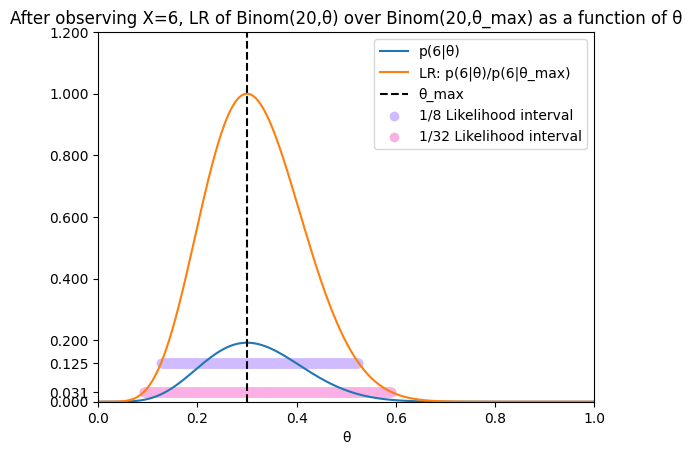 After observing X=6, LR of Binom(20,θ) over Binom(20,θ_max) as a function of θ
1.200
1.000
0.800
0.600
0.400
0.200
0.125
0.031
0.000
p(6|θ)
LR: p(6|θ)/p(6|θ_max)
θ_max
1/8 Likelihood interval
1/32 Likelihood interval
0.0 0.2 0.4 0.6 0.8 1.0
θ